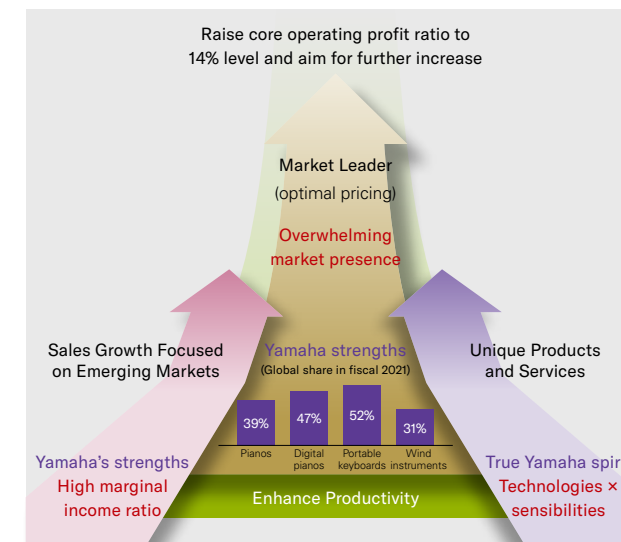 Raise core operating profit ratio to
14% level and aim for further increase
Market Leader
(optimal pricing)
Overwhelming
market presence
Sales Growth Focused
on Emerging Markets
Yamaha strengths
(Global share in fiscal 2021)
Unique Products
and Services
39%
47%
52%
31%
Pianos
Digital
pianos
Portable
keyboards
Wind
instruments
Yamaha's strengths
High marginal
income ratio
True Yamaha spir
Technologies ×
sensibilities
Enhance Productivity